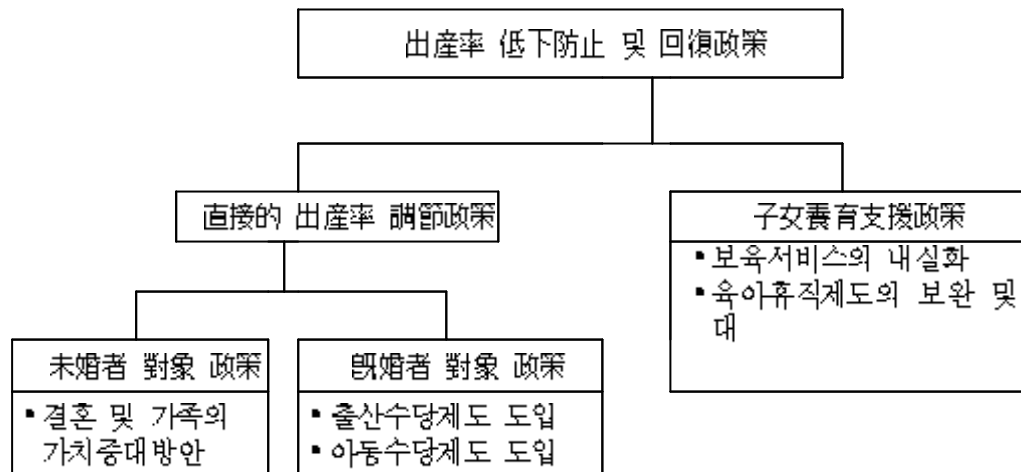 出産率 低下防止 및 回復政策
直接的 出産率 調節政策
子女養育支援政策
▪보육서비스의 내실화
▪육아휴직제도의 보완 및
대
未婚者 對象 政策
▪결혼 및 가족의
가치증대방안
旣婚者 對象 政策
▪출산수당제도 도입
▪아동수당제도 도입